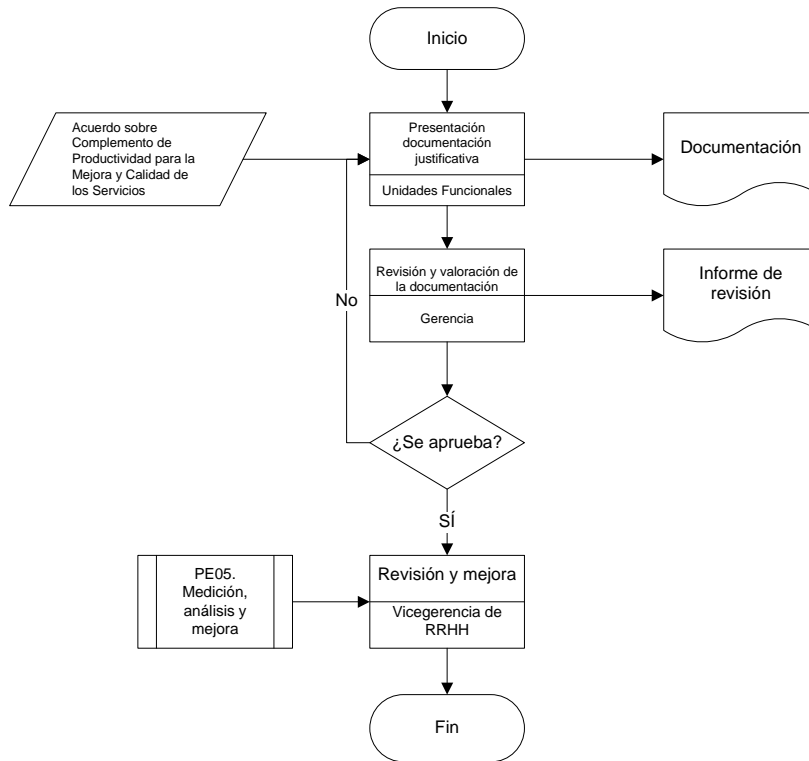 Inicio
Acuerdo sobre
Complemento de
Productividad para la
Mejora y Calidad de
los Servicios
Presentación
documentación
justificativa
Unidades Funcionales
Documentación
Revisión y valoración de
la documentación
Gerencia
Informe de
revisión
No
¿Se aprueba?
SÍ
PE05.
Medición,
análisis y
mejora
Revisión y mejora
Vicegerencia de
RRHH
Fin